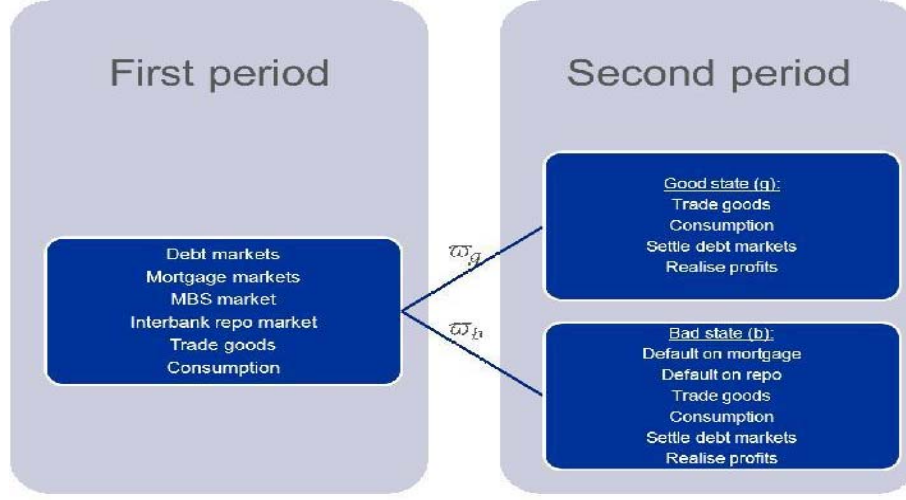 First period
Second period
Debt markets
Mortgage markets
MBS market
Interbank repo market
Trade goods
Consumption
ϖg
ϖb
Good state (g):
Trade goods
Consumption
Settle debt markets
Realise profits
Bad state (b):
Default on mortgage
Default on repo
Trade goods
Consumption
Settle debt markets
Realise profits